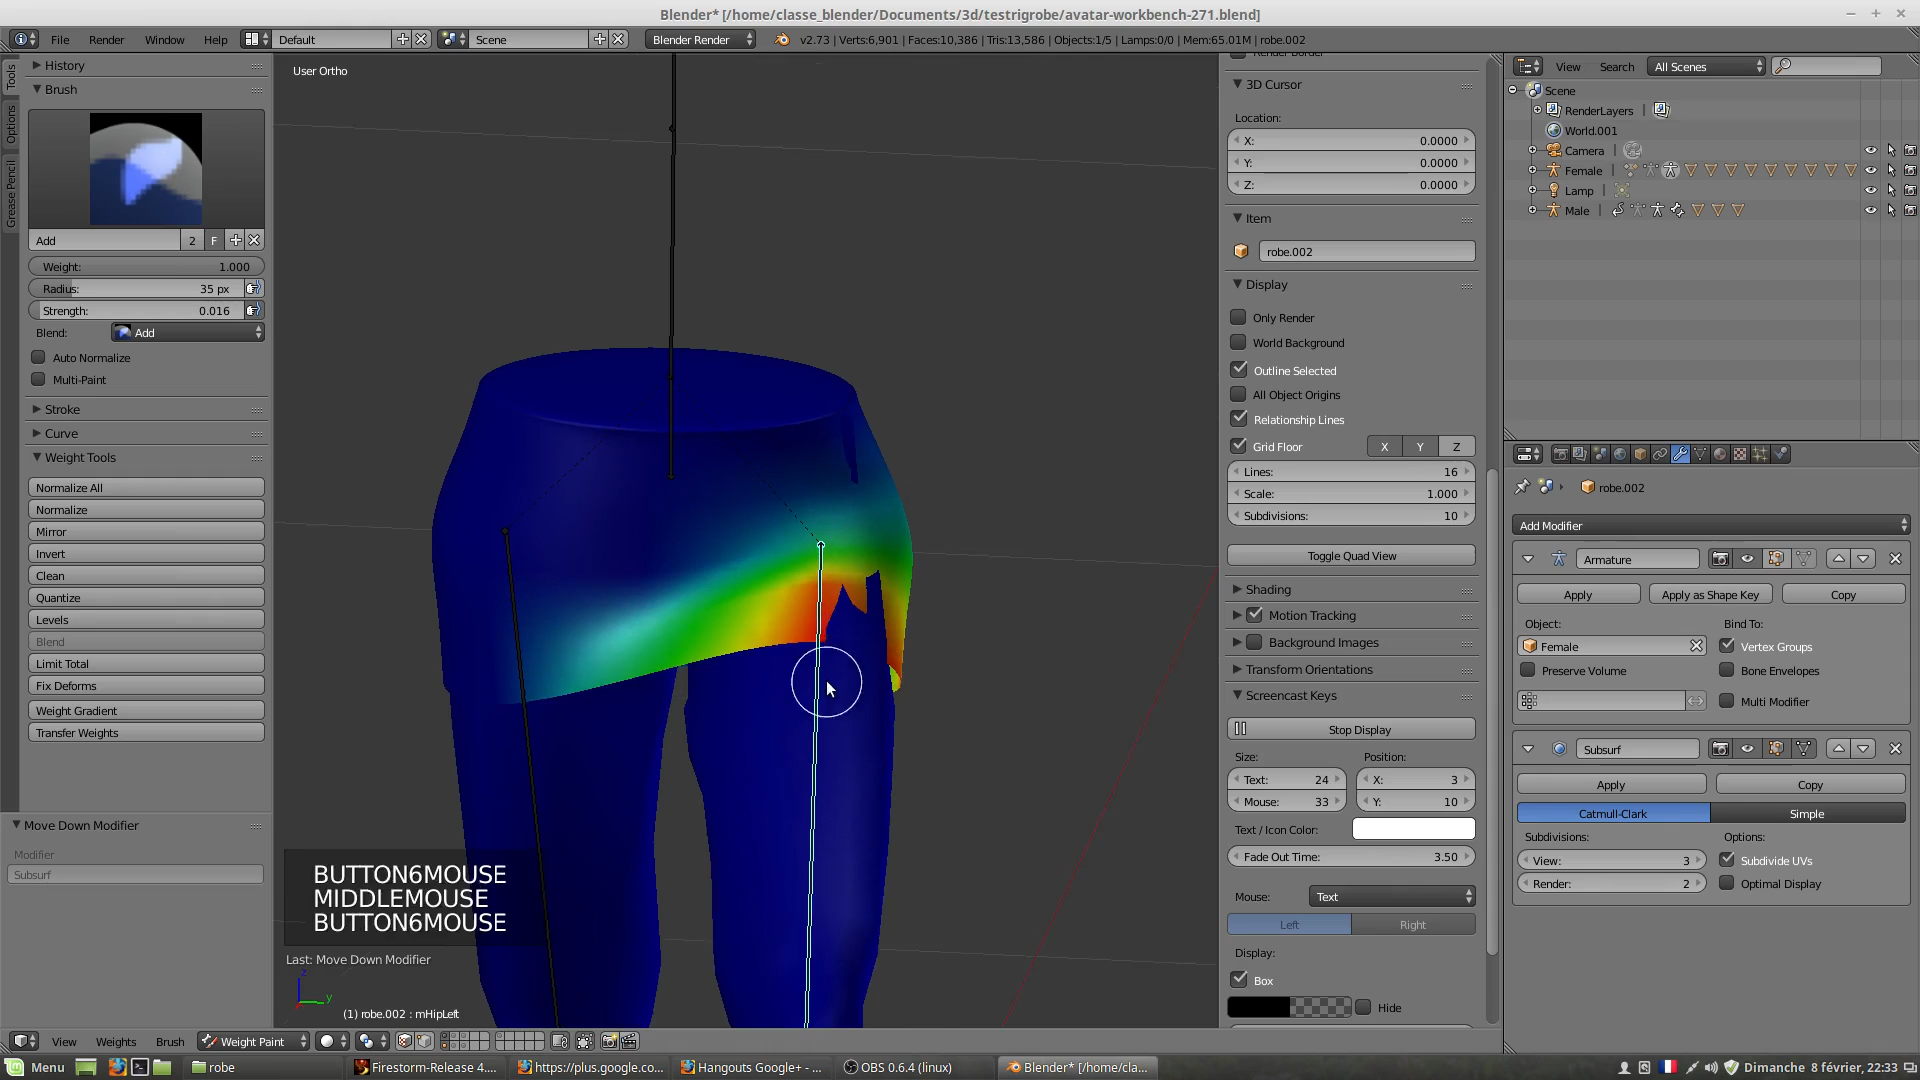 Blender* [/home/classe_blender/Documents/3d/testrigrobe/avatar-workbench-271.blend]
File Render Window Help Default Scene Blender Render v2.73 | Verts:6,901 | Faces:10,386 | Tris:13,586 | Objects:1/5 | Lamps:0/0 | Mem:65.01M | robe.002
Tools
Options
Grease Pencil
History
Brush
Add 2 F
Weight: 1.000
Radius: 35 px
Strength: 0.016
Blend: Add
Auto Normalize
Multi-Paint
Stroke
Curve
Weight Tools
Normalize All
Normalize
Mirror
Invert
Clean
Quantize
Levels
Blend
Limit Total
Fix Deforms
Weight Gradient
Transfer Weights
Move Down Modifier
Modifier
Subsurf
User Ortho
BUTTON6MOUSE
MIDDLEMOUSE
BUTTON6MOUSE
Last: Move Down Modifier
z
y
(1) robe.002 : mHipLeft
View Weights Brush Weight Paint
3D Cursor
Location:
X: 0.0000
Y: 0.0000
Z: 0.0000
Item
robe.002
Display
Only Render
World Background
Outline Selected
All Object Origins
Relationship Lines
Grid Floor X Y Z
Lines: 16
Scale: 1.000
Subdivisions: 10
Toggle Quad View
Shading
Motion Tracking
Background Images
Transform Orientations
Screencast Keys
Stop Display
Size: Position:
Text: 24 X: 3
Mouse: 33 Y: 10
Text / Icon Color:
Fade Out Time: 3.50
Mouse: Text
Left Right
Display:
Box
Hide
View Search All Scenes
Scene
RenderLayers |
World.001
Camera |
Female |
Lamp |
Male |
robe.002
Add Modifier
Armature
Apply Apply as Shape Key Copy
Object: Bind To:
Female Vertex Groups
Preserve Volume Bone Envelopes
Multi Modifier
Subsurf
Apply Copy
Catmull-Clark Simple
Subdivisions: Options:
View: 3 Subdivide UVs
Render: 2 Optimal Display
Menu robe Firestorm-Release 4.... https://plus.google.co... Hangouts Google+ - ... OBS 0.6.4 (linux) Blender* [/home/cla... Dimanche 8 février, 22:33